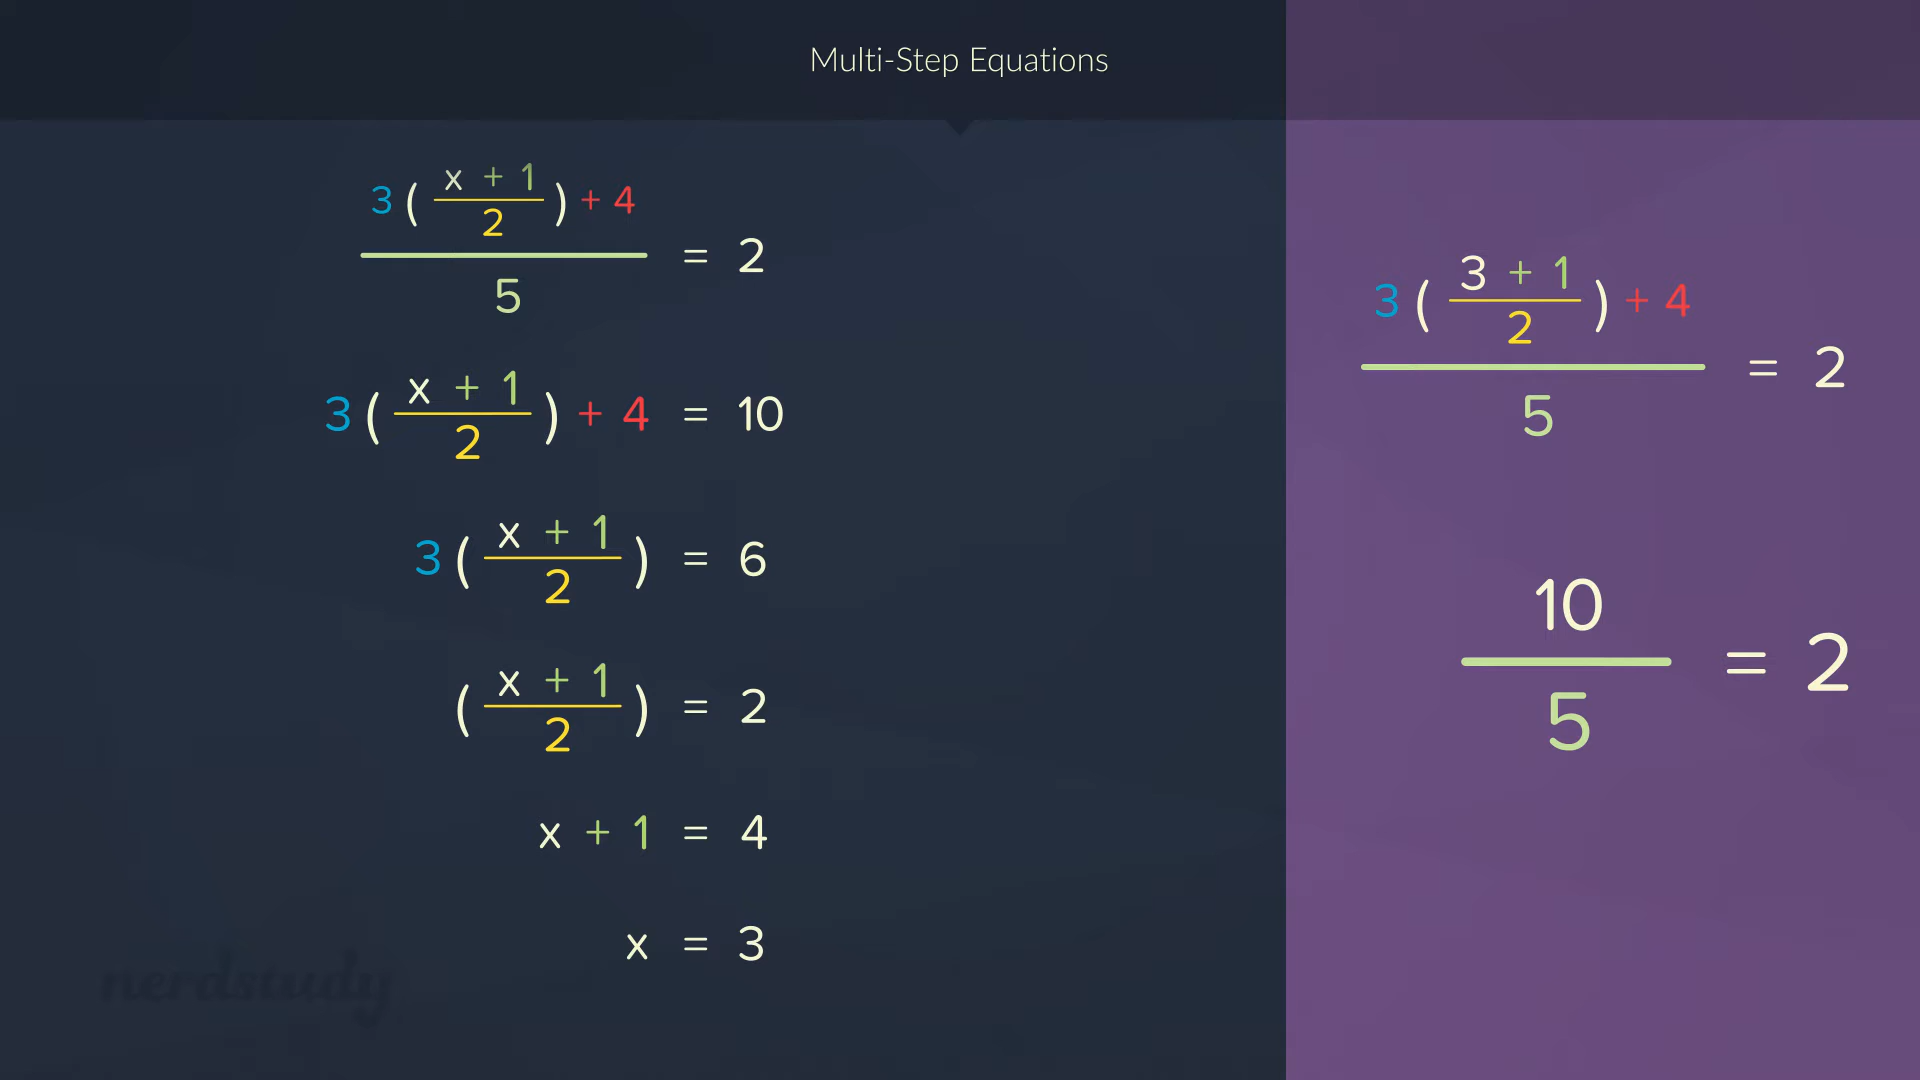 Multi-Step Equations
3 ( x + 1 / 2 ) + 4 / 5 = 2
3 ( x + 1 / 2 ) + 4 = 10
3 ( x + 1 / 2 ) = 6
( x + 1 / 2 ) = 2
x + 1 = 4
x = 3
3 ( 3 + 1 / 2 ) + 4 / 5 = 2
10 / 5 = 2
nerdstudy